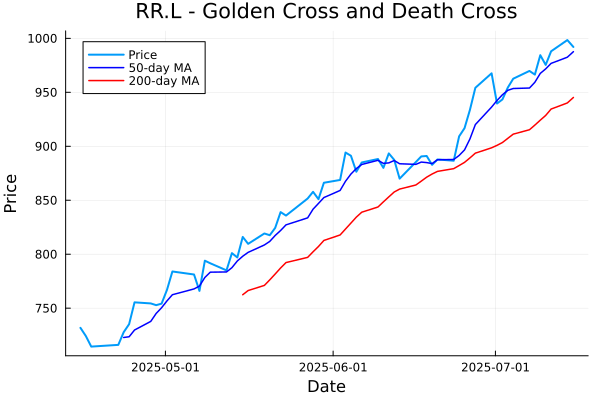 RR.L - Golden Cross and Death Cross
Price
50-day MA
200-day MA
1000
950
900
850
800
750
Price
2025-05-01
2025-06-01
2025-07-01
Date